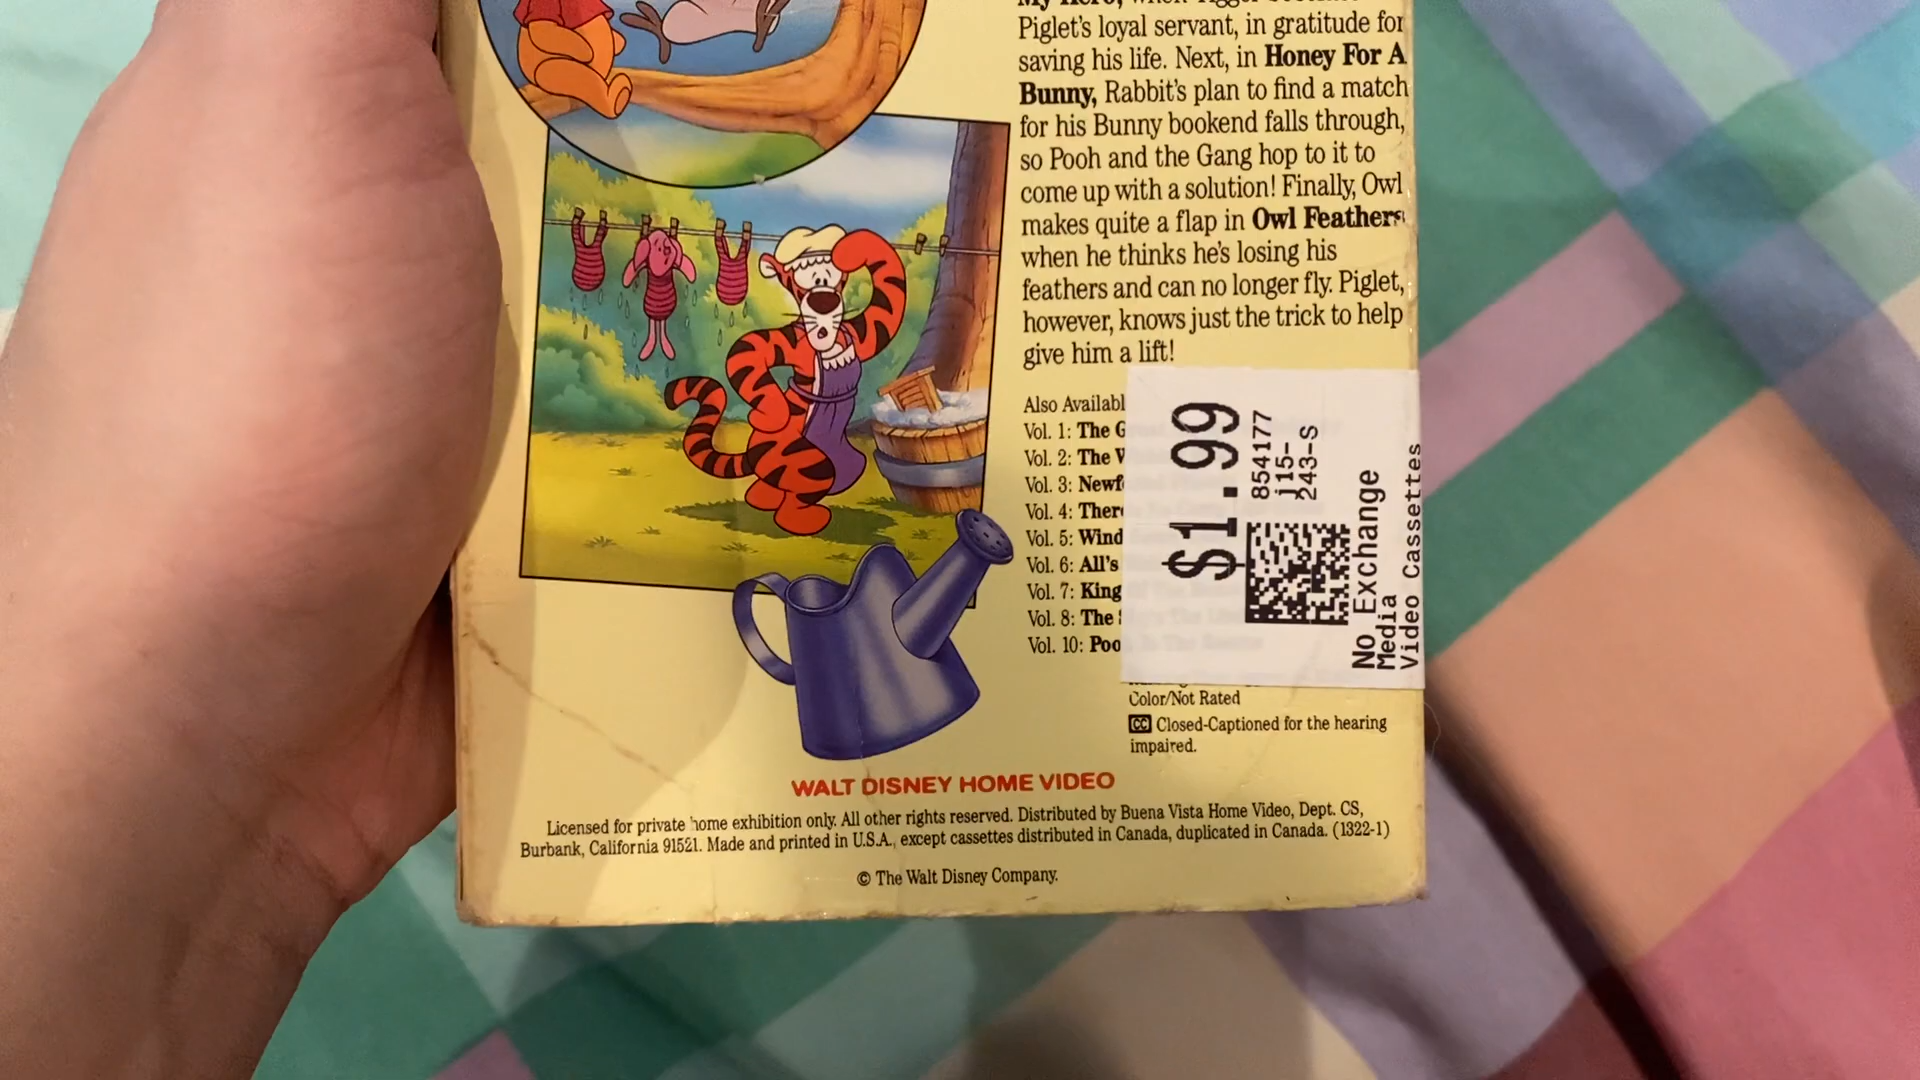 My Hero, when Tigger
Piglet's loyal servant, in gratitude for
saving his life. Next, in Honey For A
Bunny, Rabbit's plan to find a match
for his Bunny bookend falls through,
so Pooh and the Gang hop to it to
come up with a solution! Finally, Owl
makes quite a flap in Owl Feathers
when he thinks he's losing his
feathers and can no longer fly. Piglet,
however, knows just the trick to help
give him a lift!
Also Availabl
Vol. 1: The G
Vol. 2: The
Vol. 3: Newf
Vol. 4: Ther
Vol. 5: Wind
Vol. 6: All's
Vol. 7: King
Vol. 8: The
Vol. 10: Poo
$1.99
854177
j15-
243-S
No Exchange
Media
Video Cassettes
Color/Not Rated
CC Closed-Captioned for the hearing
impaired.
WALT DISNEY HOME VIDEO
Licensed for private home exhibition only. All other rights reserved. Distributed by Buena Vista Home Video, Dept. CS,
Burbank, California 91521. Made and printed in U.S.A., except cassettes distributed in Canada, duplicated in Canada. (1322-1)
© The Walt Disney Company.